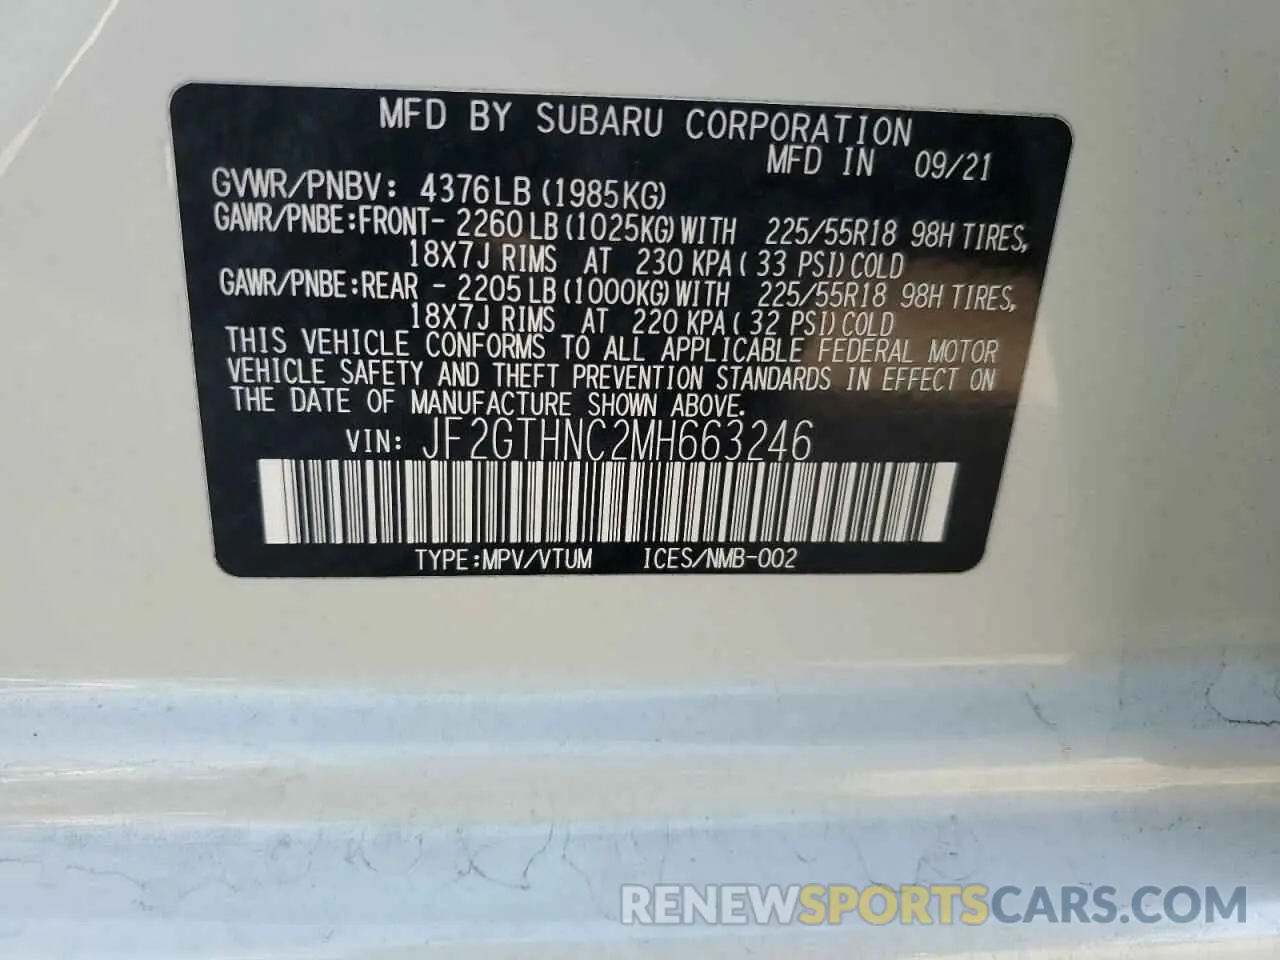 MFD BY SUBARU CORPORATION
MFD IN 09/21
GVWR/PNBV: 4376LB (1985KG)
GAWR/PNBE:FRONT- 2260LB (1025KG) WITH 225/55R18 98H TIRES,
18X7J RIMS AT 230 KPA ( 33 PSI) COLD
GAWR/PNBE:REAR - 2205LB (1000KG) WITH 225/55R18 98H TIRES,
18X7J RIMS AT 220 KPA ( 32 PSI) COLD
THIS VEHICLE CONFORMS TO ALL APPLICABLE FEDERAL MOTOR
VEHICLE SAFETY AND THEFT PREVENTION STANDARDS IN EFFECT ON
THE DATE OF MANUFACTURE SHOWN ABOVE.
VIN: JF2GTHNC2MH663246
TYPE:MPV/VTUM ICES/NMB-002
RENEWSPORTSCARS.COM